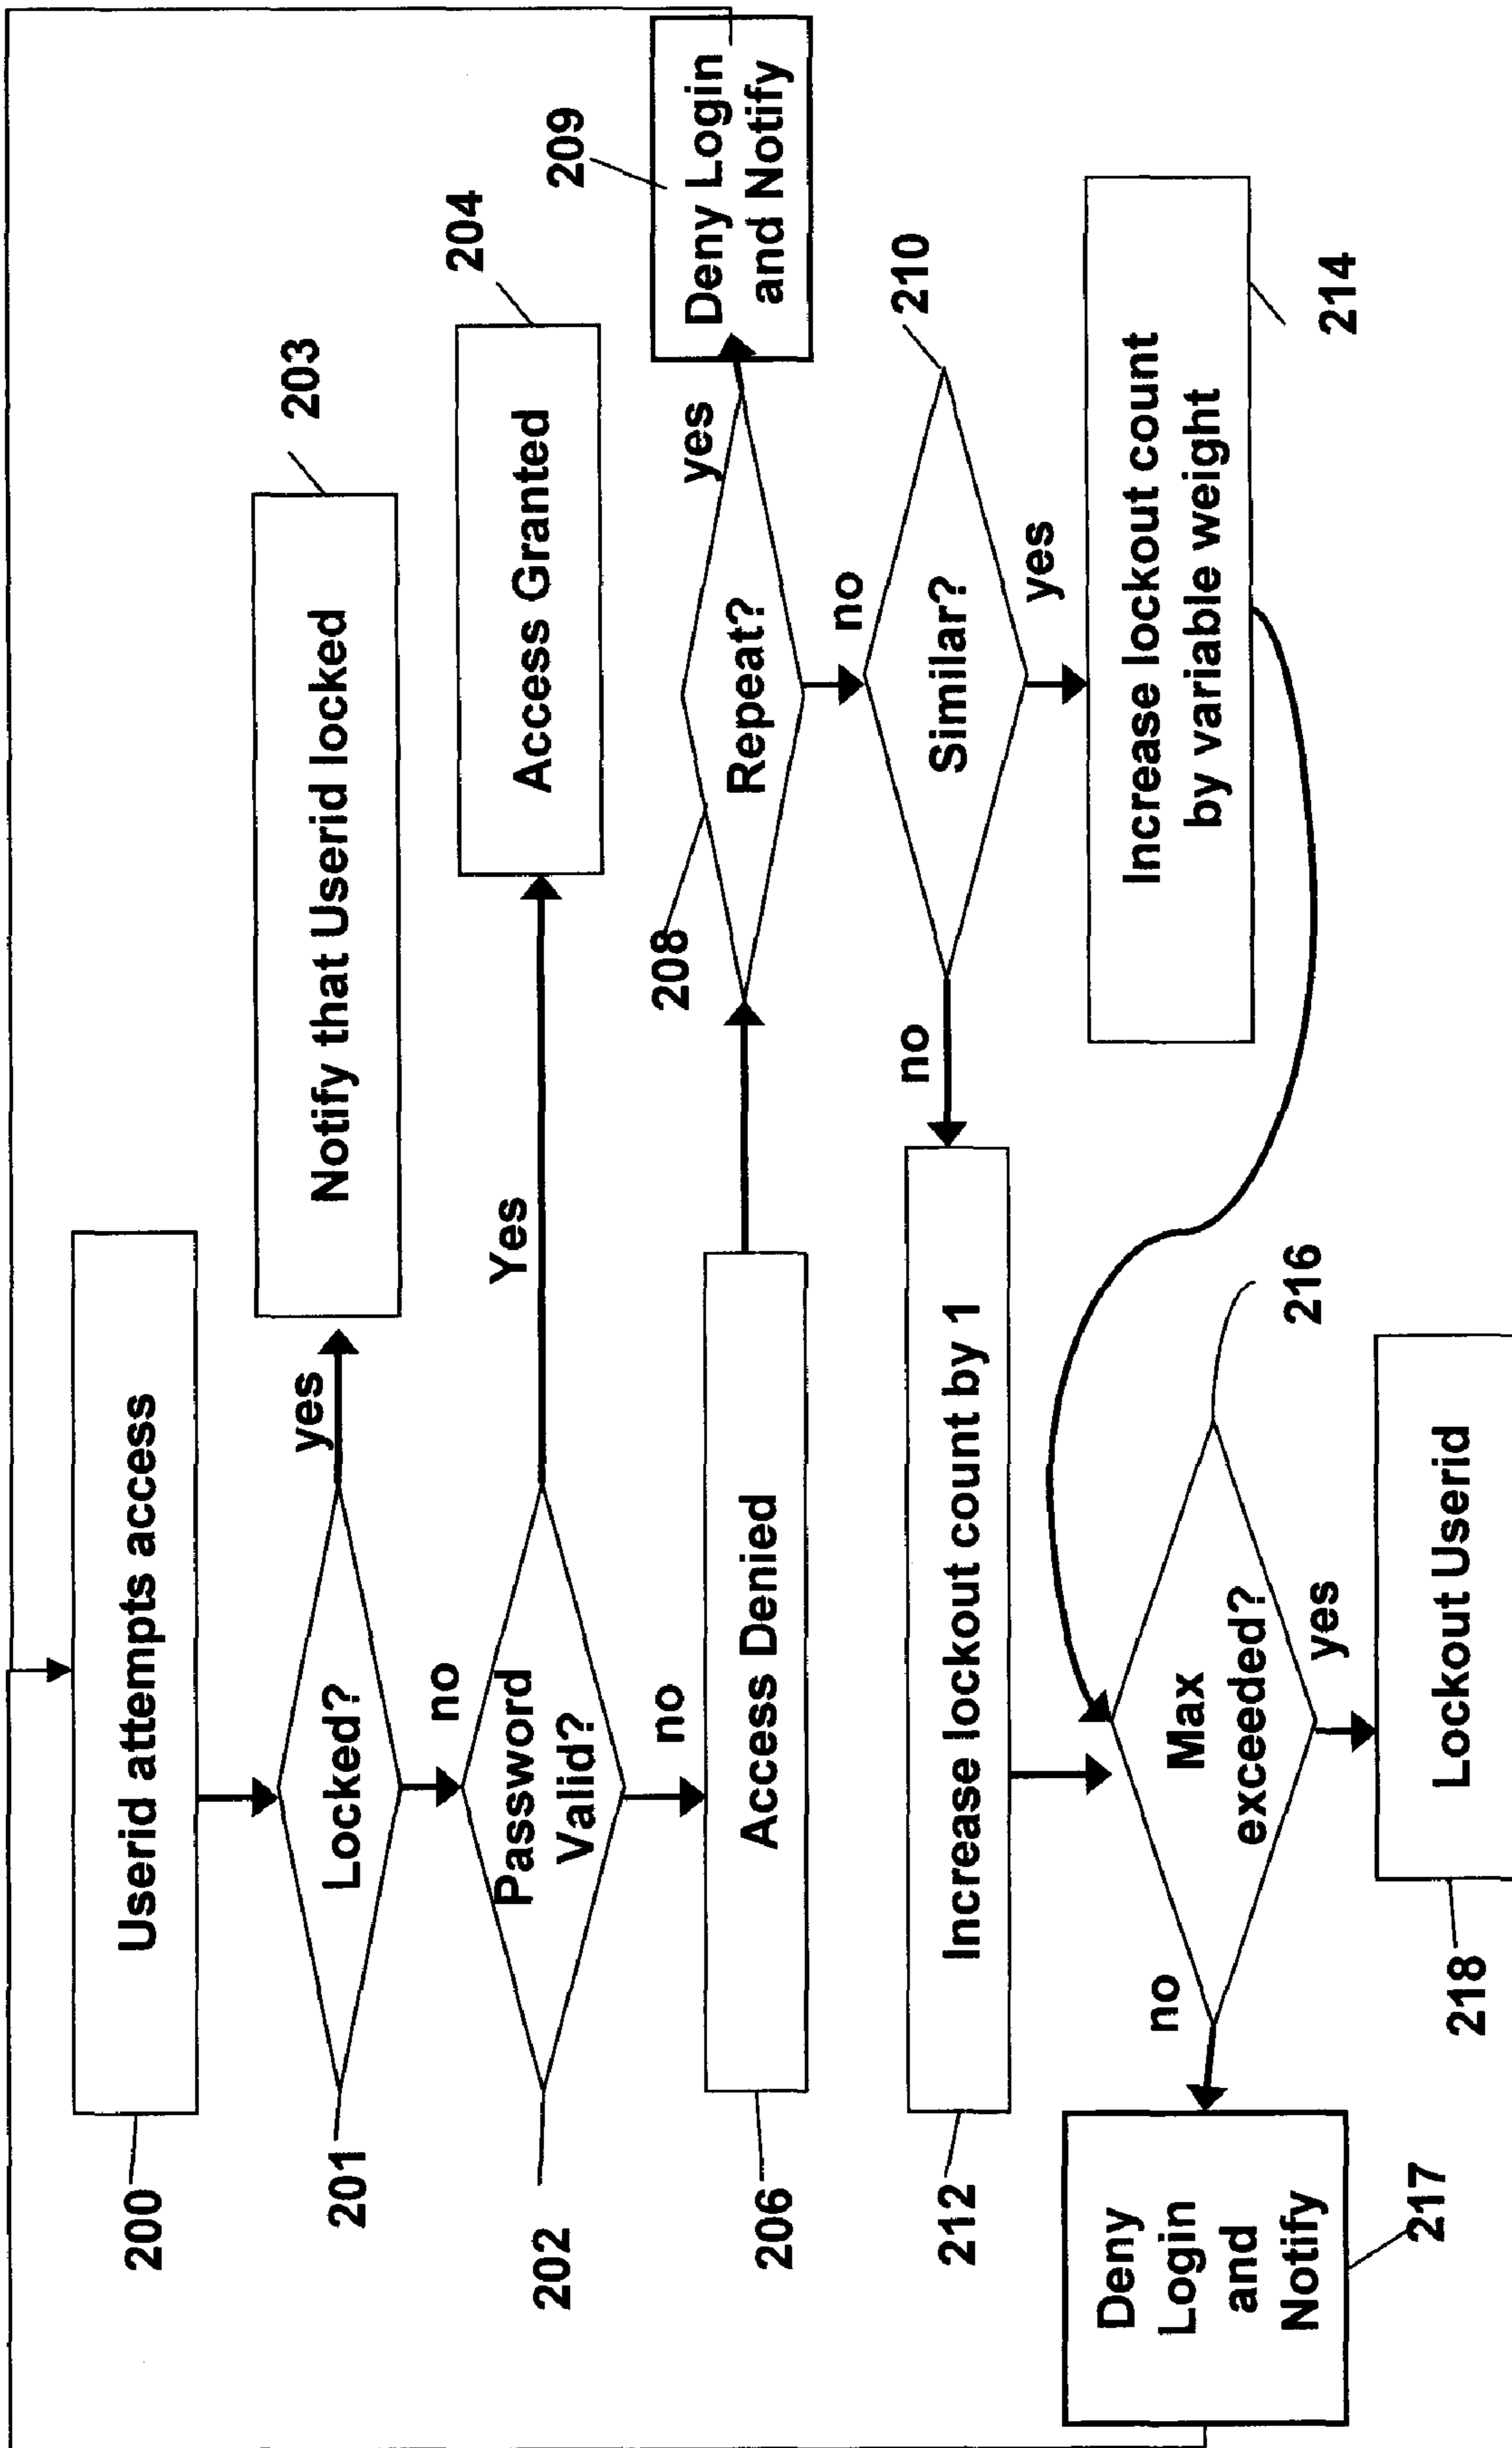 200
Userid attempts access
201
Locked?
yes
Notify that Userid locked
203
no
202
Password
Valid?
Yes
Access Granted
204
no
206
Access Denied
208
Repeat?
yes
Deny Login
and Notify
209
no
Similar?
210
no
yes
212
Increase lockout count by 1
Increase lockout count
by variable weight
214
Max
exceeded?
216
no
yes
Deny
Login
and
Notify
217
218
Lockout Userid